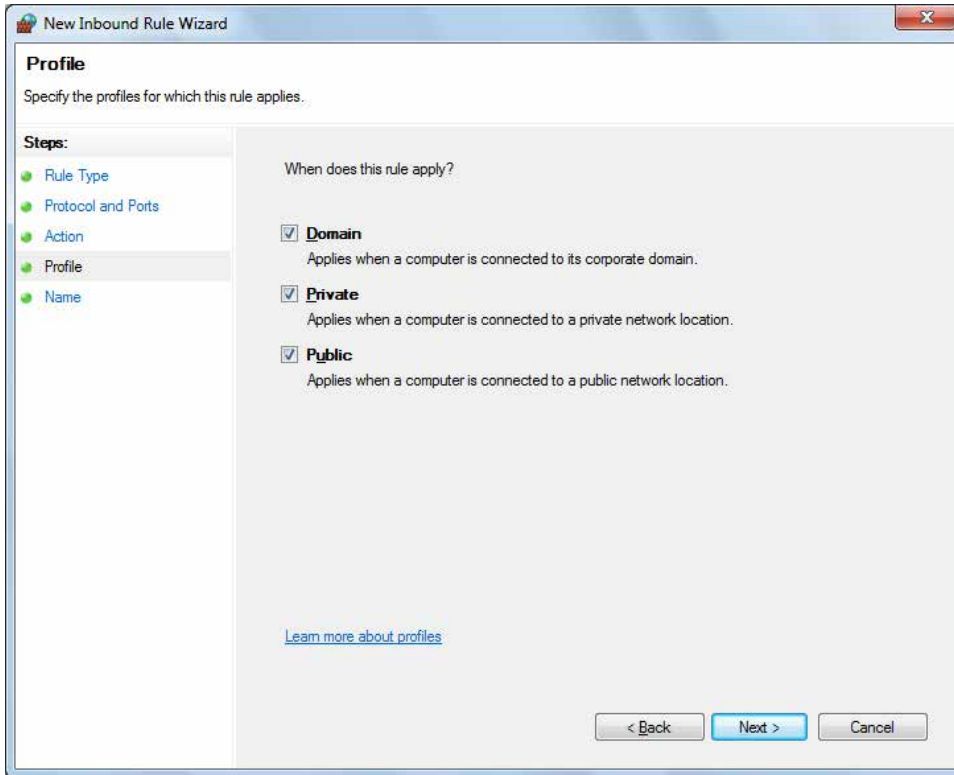 New Inbound Rule Wizard
Profile
Specify the profiles for which this rule applies.
Steps:
Rule Type
Protocol and Ports
Action
Profile
Name
When does this rule apply?
Domain
Applies when a computer is connected to its corporate domain.
Private
Applies when a computer is connected to a private network location.
Public
Applies when a computer is connected to a public network location.
Learn more about profiles
< Back Next > Cancel